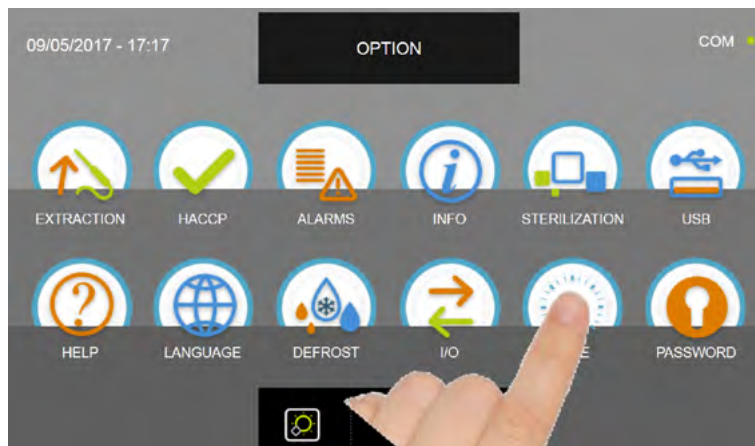 09/05/2017 - 17:17
OPTION
COM
EXTRACTION
HACCP
ALARMS
INFO
STERILIZATION
USB
HELP
LANGUAGE
DEFROST
I/O
PASSWORD